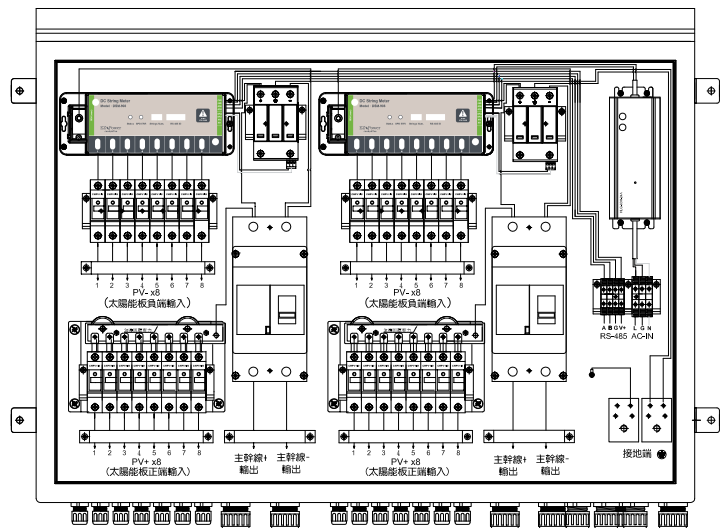 DC String Meter
DC String Meter
1 2 3 4 5 6 7 8
PV- x8
(太陽能板負端輸入)
1 2 3 4 5 6 7 8
PV- x8
(太陽能板負端輸入)
A B G V+
L G N
RS-485
AC-IN
1 2 3 4 5 6 7 8
PV+ x8
(太陽能板正端輸入)
主幹線+
輸出
主幹線-
輸出
1 2 3 4 5 6 7 8
PV+ x8
(太陽能板正端輸入)
主幹線+
輸出
主幹線-
輸出
接地端